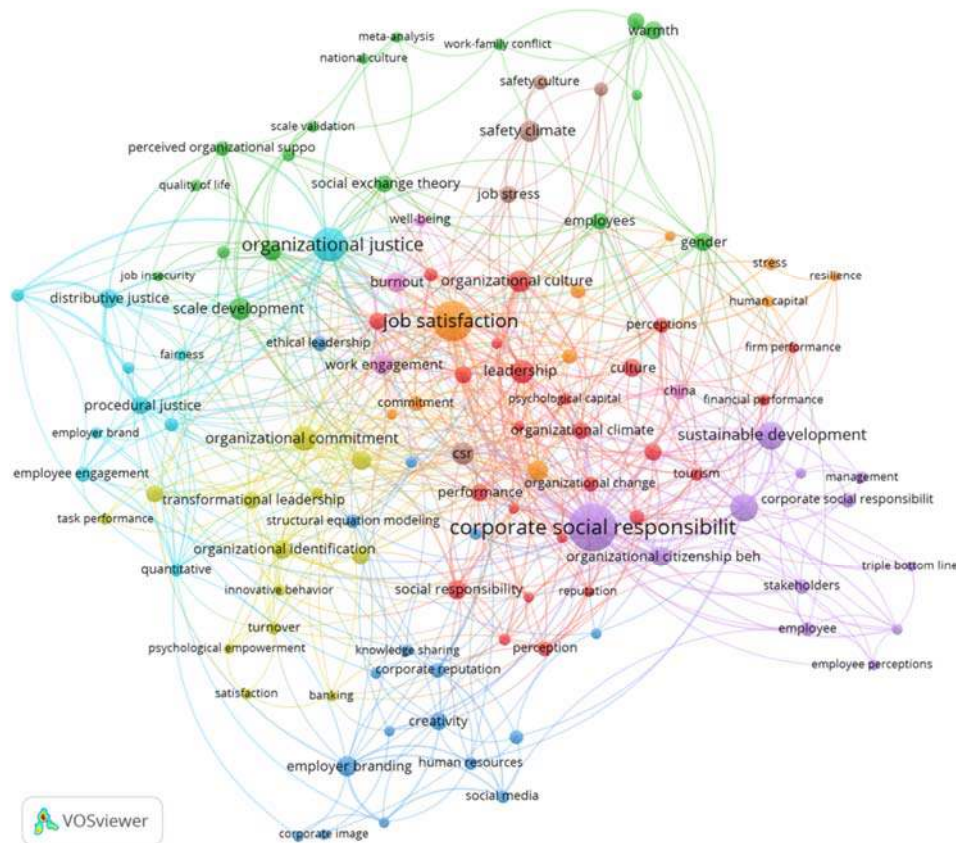 warmth
meta-analysis
work-family conflict
national culture
safety culture
scale validation
safety climate
perceived organizational suppo
quality of life
social exchange theory
job stress
well-being
employees
organizational justice
gender
stress
job insecurity
burnout
organizational culture
resilience
distributive justice
scale development
human capital
job satisfaction
perceptions
ethical leadership
fairness
work engagement
leadership
culture
firm performance
china
psychological capital
financial performance
commitment
procedural justice
employer brand
organizational commitment
organizational climate
sustainable development
csr
employee engagement
tourism
management
organizational change
performance
transformational leadership
corporate social responsibilit
task performance
structural equation modeling
corporate social responsibilit
organizational identification
organizational citizenship beh
quantitative
triple bottom line
innovative behavior
social responsibility
reputation
stakeholders
turnover
employee
psychological empowerment
knowledge sharing
perception
employee perceptions
corporate reputation
satisfaction
banking
creativity
employer branding
human resources
social media
corporate image
VOSviewer